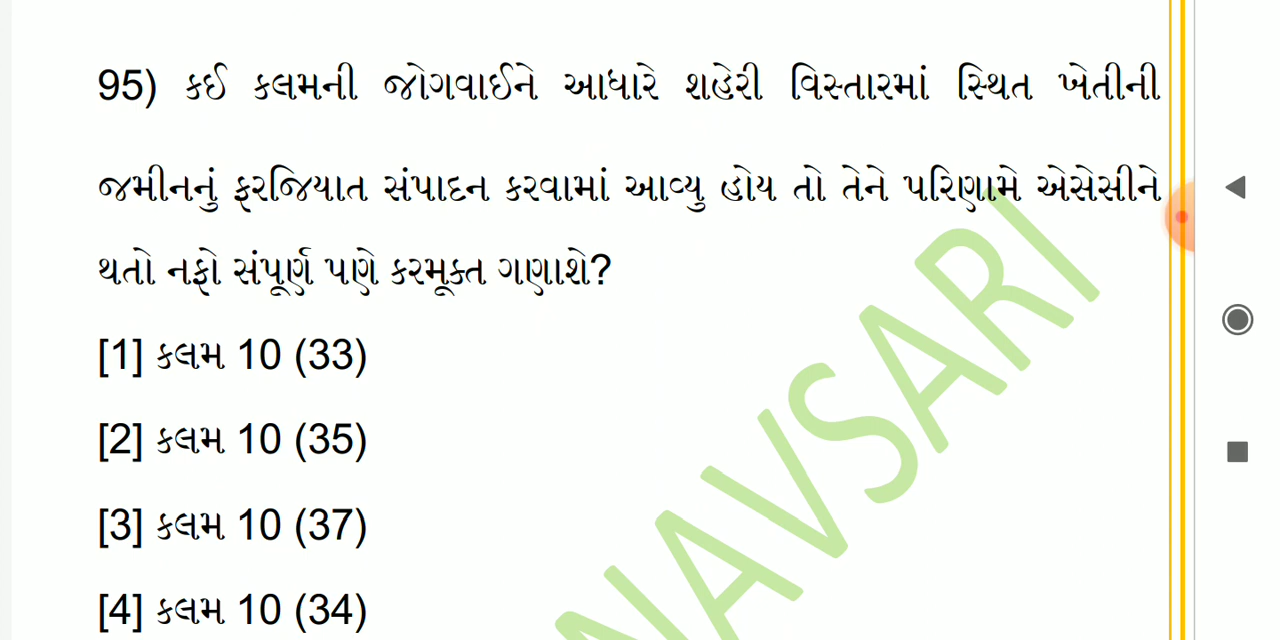 95) કઈ કલમની જોગવાઈને આધારે શહેરી વિસ્તારમાં સ્થિત ખેતીની
જમીનનું ફરજિયાત સંપાદન કરવામાં આવ્યુ હોય તો તેને પરિણામે એસેસીને
થતો નફો સંપૂર્ણ પણે કરમૂક્ત ગણાશે?
[1] કલમ 10 (33)
[2] કલમ 10 (35)
[3] કલમ 10 (37)
[4] કલમ 10 (34)
NAVSARI